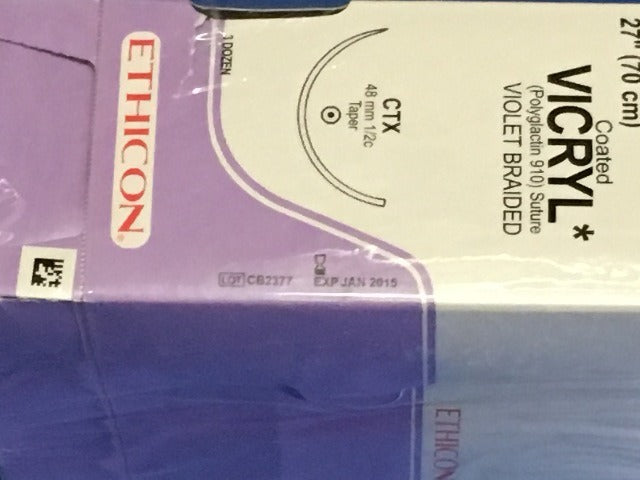 27" (70 cm)
Coated
VICRYL*
(Polyglactin 910) Suture
VIOLET BRAIDED
CTX
48 mm 1/2c
Taper
1 DOZEN
ETHICON
LOT CB2377 EXP JAN 2015
ETHICON